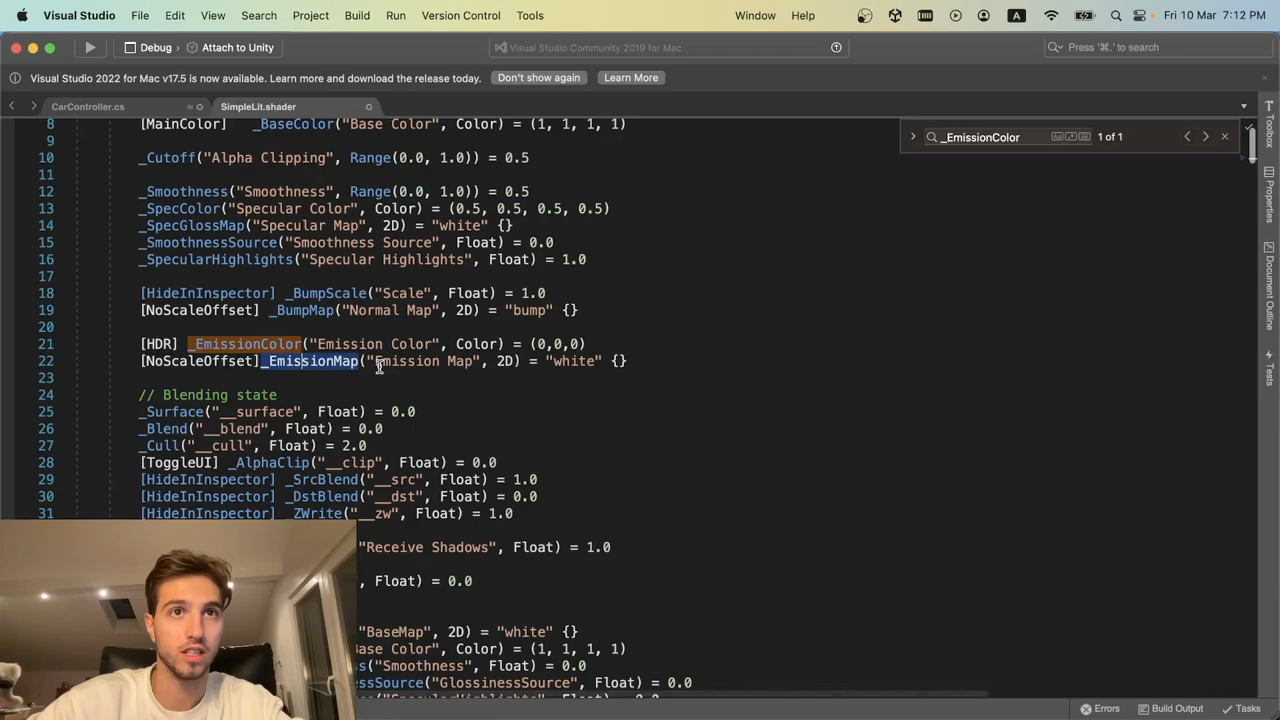 Visual Studio File Edit View Search Project Build Run Version Control Tools Window Help A Fri 10 Mar 7:12 PM
Debug > Attach to Unity Visual Studio Community 2019 for Mac Press '⌘.' to search
Visual Studio 2022 for Mac v17.5 is now available. Learn more and download the release today. Don't show again Learn More
CarController.cs SimpleLit.shader
8 [MainColor] _BaseColor("Base Color", Color) = (1, 1, 1, 1)
_EmissionColor 1 of 1
9
10 _Cutoff("Alpha Clipping", Range(0.0, 1.0)) = 0.5
11
12 _Smoothness("Smoothness", Range(0.0, 1.0)) = 0.5
13 _SpecColor("Specular Color", Color) = (0.5, 0.5, 0.5, 0.5)
14 _SpecGlossMap("Specular Map", 2D) = "white" {}
15 _SmoothnessSource("Smoothness Source", Float) = 0.0
16 _SpecularHighlights("Specular Highlights", Float) = 1.0
17
18 [HideInInspector] _BumpScale("Scale", Float) = 1.0
19 [NoScaleOffset] _BumpMap("Normal Map", 2D) = "bump" {}
20
21 [HDR] _EmissionColor("Emission Color", Color) = (0,0,0)
22 [NoScaleOffset]_EmissionMap("Emission Map", 2D) = "white" {}
23
24 // Blending state
25 _Surface("__surface", Float) = 0.0
26 _Blend("__blend", Float) = 0.0
27 _Cull("__cull", Float) = 2.0
28 [ToggleUI] _AlphaClip("__clip", Float) = 0.0
29 [HideInInspector] _SrcBlend("__src", Float) = 1.0
30 [HideInInspector] _DstBlend("__dst", Float) = 0.0
31 [HideInInspector] _ZWrite("__zw", Float) = 1.0
"Receive Shadows", Float) = 1.0
, Float) = 0.0
"BaseMap", 2D) = "white" {}
Base Color", Color) = (1, 1, 1, 1)
s("Smoothness", Float) = 0.0
essSource("GlossinessSource", Float) = 0.0
Toolbox
Properties
Document Outline
Tests
Errors Build Output Tasks